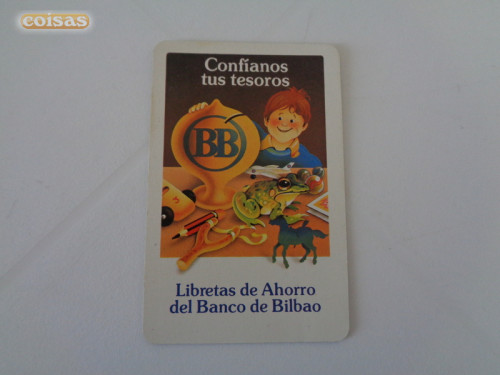 coisas
Confíanos
tus tesoros
BB
Libretas de Ahorro
del Banco de Bilbao